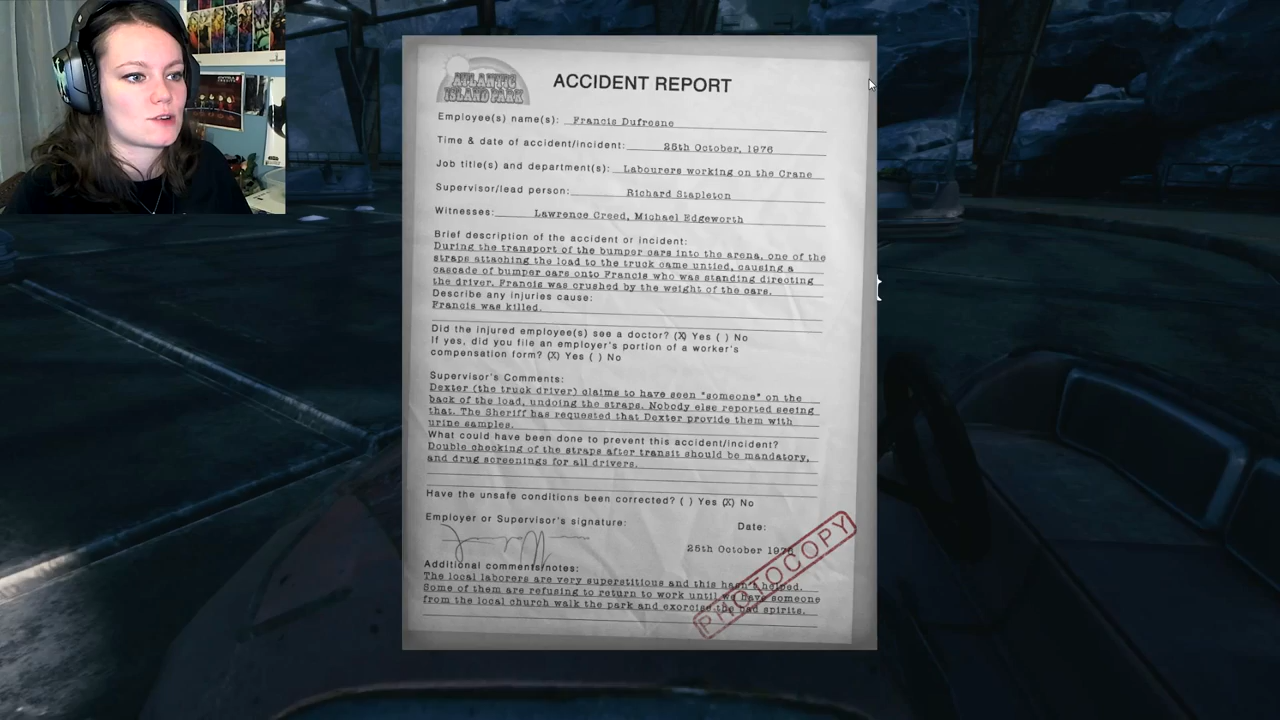 ATLANTIC
ISLAND PARK
ACCIDENT REPORT
Employee(s) name(s): Francis Dufresne
Time & date of accident/incident: 25th October, 1976
Job title(s) and department(s): Labourers working on the Crane
Supervisor/lead person: Richard Stapleton
Witnesses: Lawrence Creed, Michael Edgeworth
Brief description of the accident or incident:
During the transport of the bumper cars into the arena, one of the
straps attaching the load to the truck came untied, causing a
cascade of bumper cars onto Francis who was standing directing
the driver. Francis was crushed by the weight of the cars.
Describe any injuries cause:
Francis was killed.
Did the injured employee(s) see a doctor? (X) Yes ( ) No
If yes, did you file an employer's portion of a worker's
compensation form? (X) Yes ( ) No
Supervisor's Comments:
Dexter (the truck driver) claims to have seen "someone" on the
back of the load, undoing the straps. Nobody else reported seeing
that. The Sheriff has requested that Dexter provide them with
urine samples.
What could have been done to prevent this accident/incident?
Double checking of the straps after transit should be mandatory,
and drug screenings for all drivers.
Have the unsafe conditions been corrected? ( ) Yes (X) No
Employer or Supervisor's signature:
Date:
25th October 1976
Additional comments/notes:
The local laborers are very superstitious and this hasn't helped.
Some of them are refusing to return to work until we have someone
from the local church walk the park and exorcise the bad spirits.
PHOTOCOPY